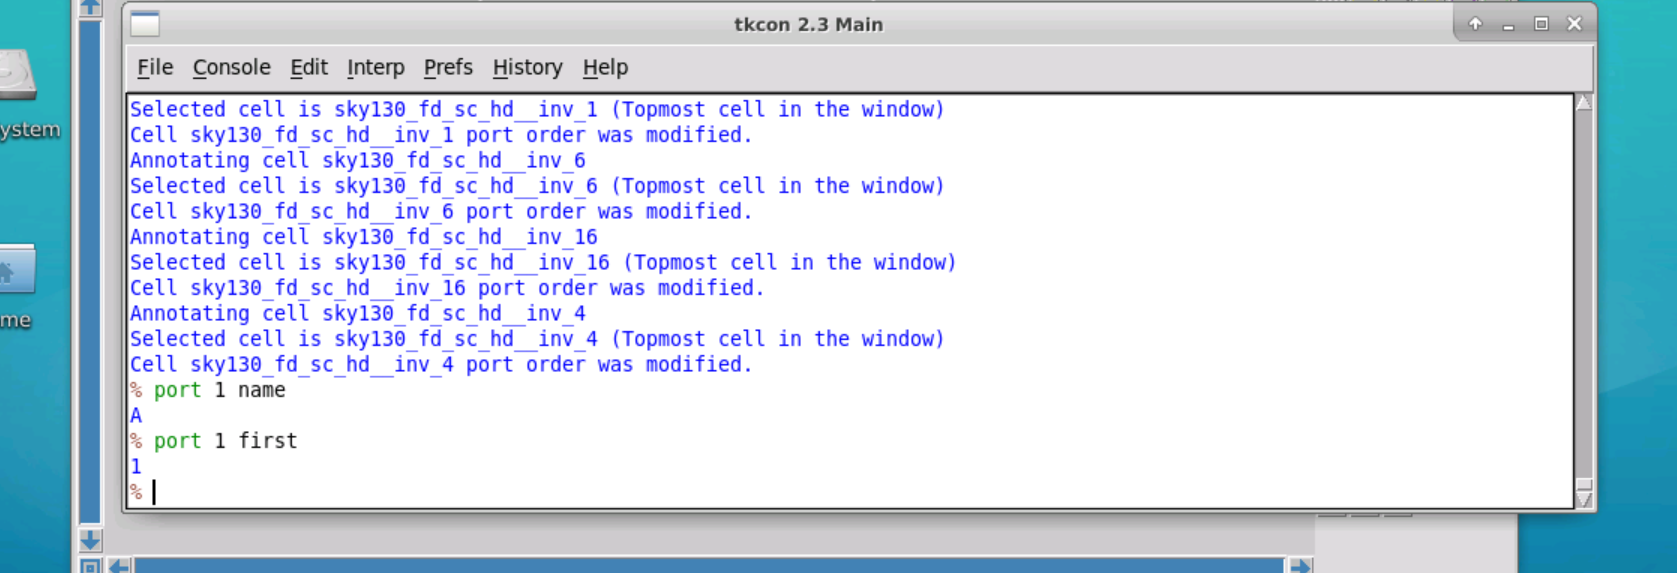 tkcon 2.3 Main
File Console Edit Interp Prefs History Help
Selected cell is sky130_fd_sc_hd__inv_1 (Topmost cell in the window)
Cell sky130_fd_sc_hd__inv_1 port order was modified.
Annotating cell sky130_fd_sc_hd__inv_6
Selected cell is sky130_fd_sc_hd__inv_6 (Topmost cell in the window)
Cell sky130_fd_sc_hd__inv_6 port order was modified.
Annotating cell sky130_fd_sc_hd__inv_16
Selected cell is sky130_fd_sc_hd__inv_16 (Topmost cell in the window)
Cell sky130_fd_sc_hd__inv_16 port order was modified.
Annotating cell sky130_fd_sc_hd__inv_4
Selected cell is sky130_fd_sc_hd__inv_4 (Topmost cell in the window)
Cell sky130_fd_sc_hd__inv_4 port order was modified.
% port 1 name
A
% port 1 first
1
%
ystem
me